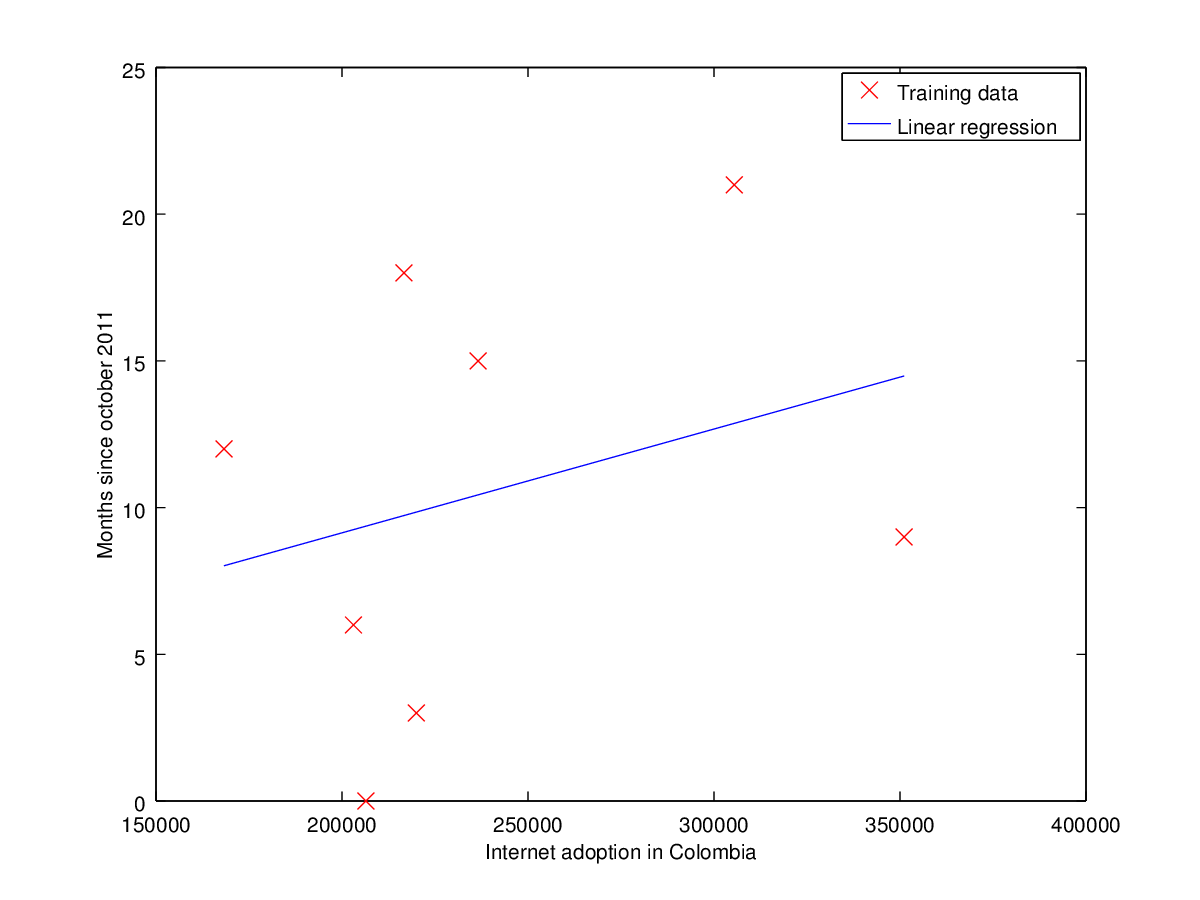 25
20
15
10
5
0
150000 200000 250000 300000 350000 400000
Internet adoption in Colombia
Months since october 2011
Training data
Linear regression